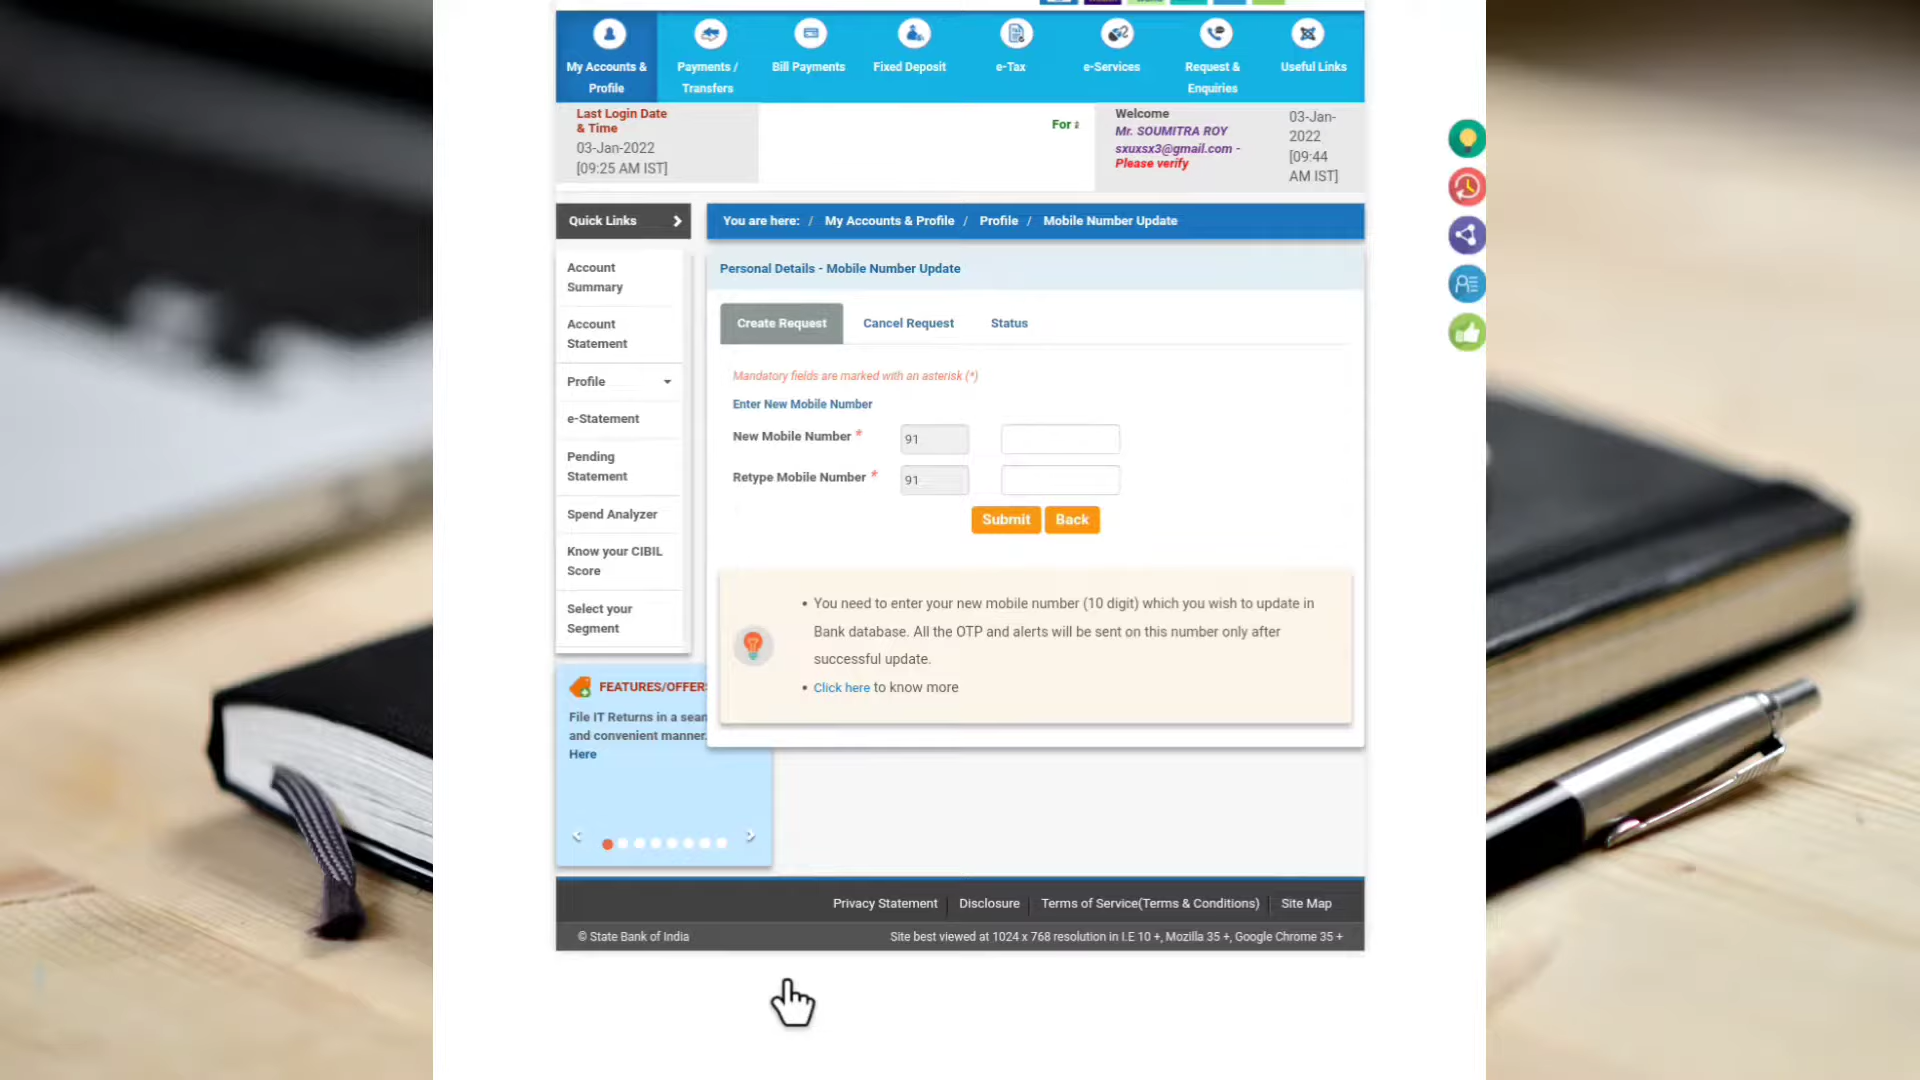 My Accounts &
Profile
Payments /
Transfers
Bill Payments
Fixed Deposit
e-Tax
e-Services
Request &
Enquiries
Useful Links
Last Login Date
& Time
03-Jan-2022
[09:25 AM IST]
For
Welcome
Mr. SOUMITRA ROY
sxuxsx3@gmail.com -
Please verify
03-Jan-
2022
[09:44
AM IST]
Quick Links
You are here: / My Accounts & Profile / Profile / Mobile Number Update
Account
Summary
Account
Statement
Profile
e-Statement
Pending
Statement
Spend Analyzer
Know your CIBIL
Score
Select your
Segment
Personal Details - Mobile Number Update
Create Request
Cancel Request
Status
Mandatory fields are marked with an asterisk (*)
Enter New Mobile Number
New Mobile Number *
91
Retype Mobile Number *
91
Submit
Back
• You need to enter your new mobile number (10 digit) which you wish to update in
Bank database. All the OTP and alerts will be sent on this number only after
successful update.
• Click here to know more
FEATURES/OFFERS
File IT Returns in a
and convenient manner.
Here
Privacy Statement
Disclosure
Terms of Service(Terms & Conditions)
Site Map
© State Bank of India
Site best viewed at 1024 x 768 resolution in I.E 10 +, Mozilla 35 +, Google Chrome 35 +